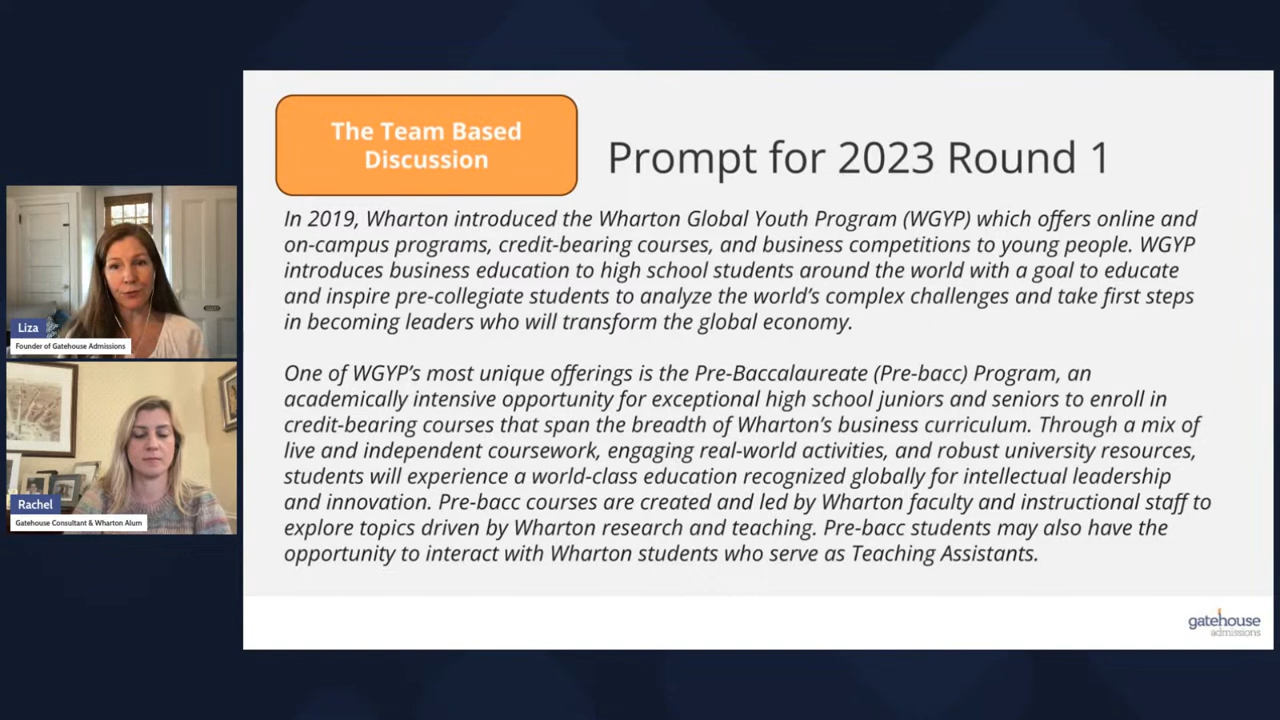 The Team Based
Discussion
Prompt for 2023 Round 1
In 2019, Wharton introduced the Wharton Global Youth Program (WGYP) which offers online and
on-campus programs, credit-bearing courses, and business competitions to young people. WGYP
introduces business education to high school students around the world with a goal to educate
and inspire pre-collegiate students to analyze the world’s complex challenges and take first steps
in becoming leaders who will transform the global economy.
One of WGYP’s most unique offerings is the Pre-Baccalaureate (Pre-bacc) Program, an
academically intensive opportunity for exceptional high school juniors and seniors to enroll in
credit-bearing courses that span the breadth of Wharton’s business curriculum. Through a mix of
live and independent coursework, engaging real-world activities, and robust university resources,
students will experience a world-class education recognized globally for intellectual leadership
and innovation. Pre-bacc courses are created and led by Wharton faculty and instructional staff to
explore topics driven by Wharton research and teaching. Pre-bacc students may also have the
opportunity to interact with Wharton students who serve as Teaching Assistants.
Liza
Founder of Gatehouse Admissions
Rachel
Gatehouse Consultant & Wharton Alum
gatehouse
admissions